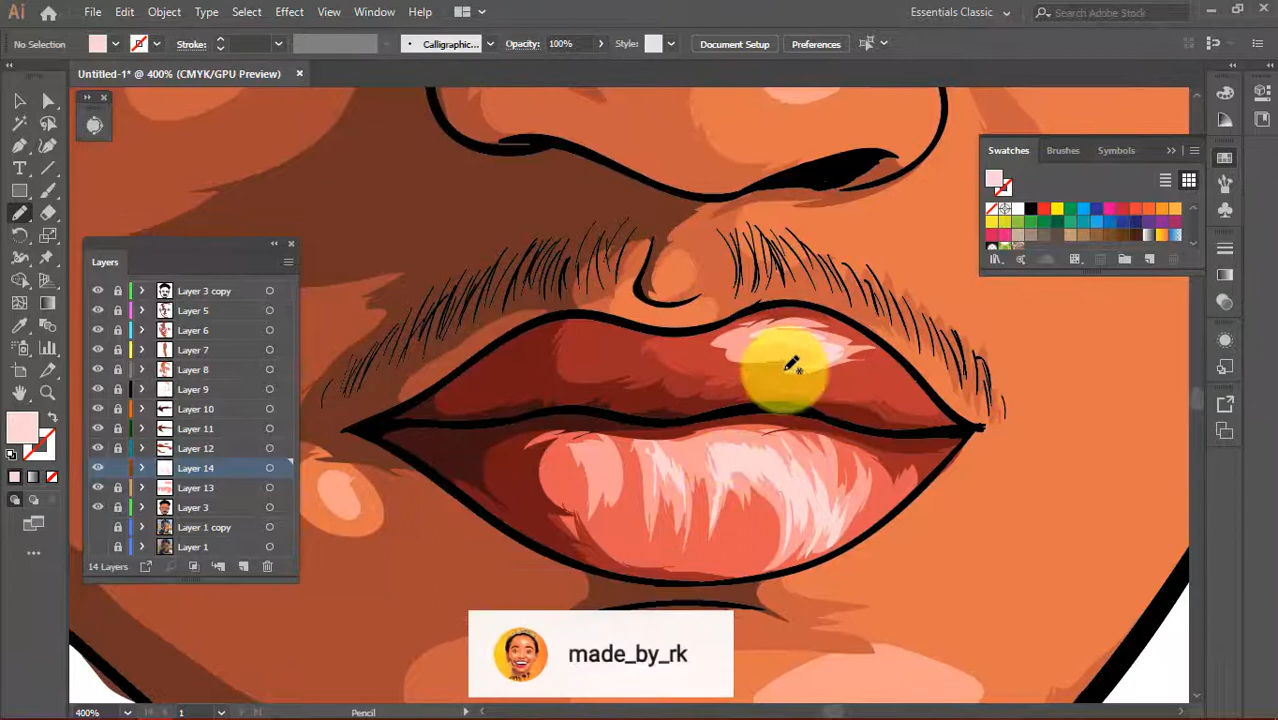 Ai File Edit Object Type Select Effect View Window Help Essentials Classic Search Adobe Stock
No Selection Stroke: Calligraphic... Opacity: 100% Style: Document Setup Preferences
Untitled-1* @ 400% (CMYK/GPU Preview)
Swatches Brushes Symbols
Layers
Layer 3 copy
Layer 5
Layer 6
Layer 7
Layer 8
Layer 9
Layer 10
Layer 11
Layer 12
Layer 14
Layer 13
Layer 3
Layer 1 copy
Layer 1
14 Layers
made_by_rk
400% 1 Pencil